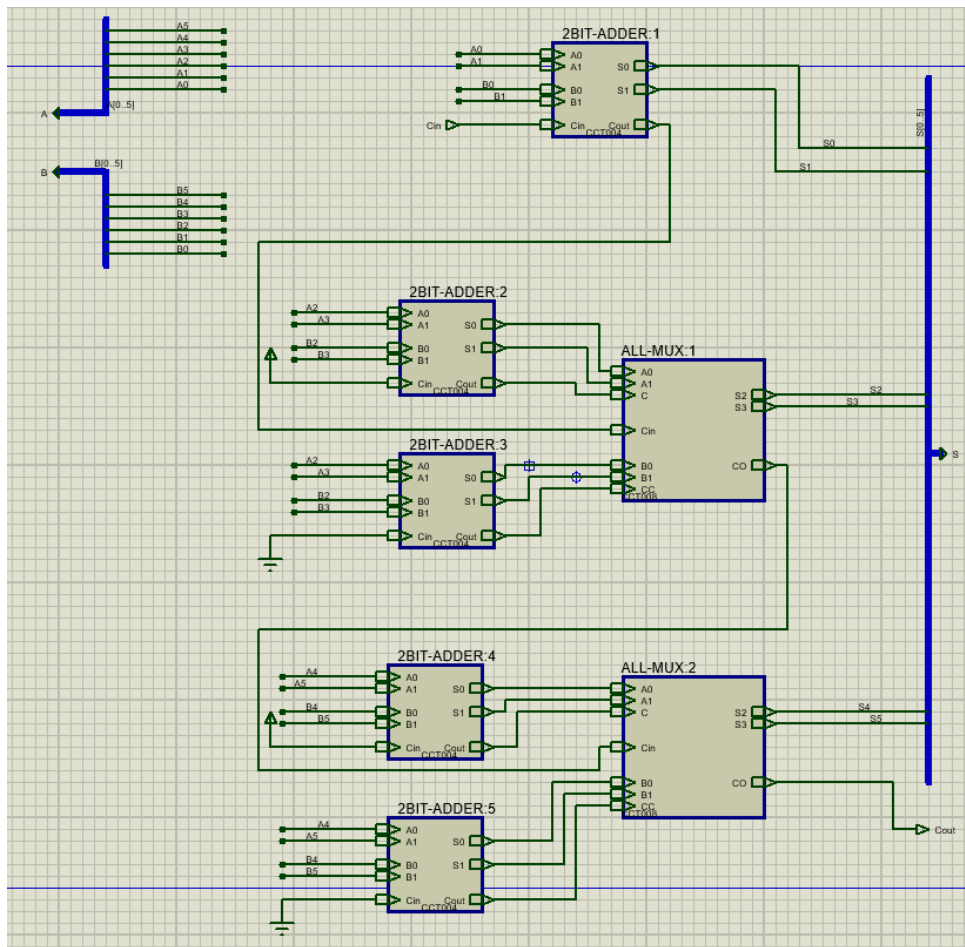 A5
A4
A3
A2
A1
A0
A[0..5]
A
B[0..5]
B
B5
B4
B3
B2
B1
B0
2BIT-ADDER:1
A0
A1
B0
B1
Cin
A0
A1
B0
B1
Cin
S0
S1
Cout
CCT004
S[0..5]
S0
S1
2BIT-ADDER:2
A2
A3
B2
B3
A0
A1
B0
B1
Cin
S0
S1
Cout
CCT004
ALL-MUX:1
A0
A1
C
Cin
B0
B1
CC
S2
S3
CO
CCT008
S2
S3
S
2BIT-ADDER:3
A2
A3
B2
B3
A0
A1
B0
B1
Cin
S0
S1
Cout
CCT004
2BIT-ADDER:4
A4
A5
B4
B5
A0
A1
B0
B1
Cin
S0
S1
Cout
CCT004
ALL-MUX:2
A0
A1
C
Cin
B0
B1
CC
S2
S3
CO
CCT008
S4
S5
Cout
2BIT-ADDER:5
A4
A5
B4
B5
A0
A1
B0
B1
Cin
S0
S1
Cout
CCT004